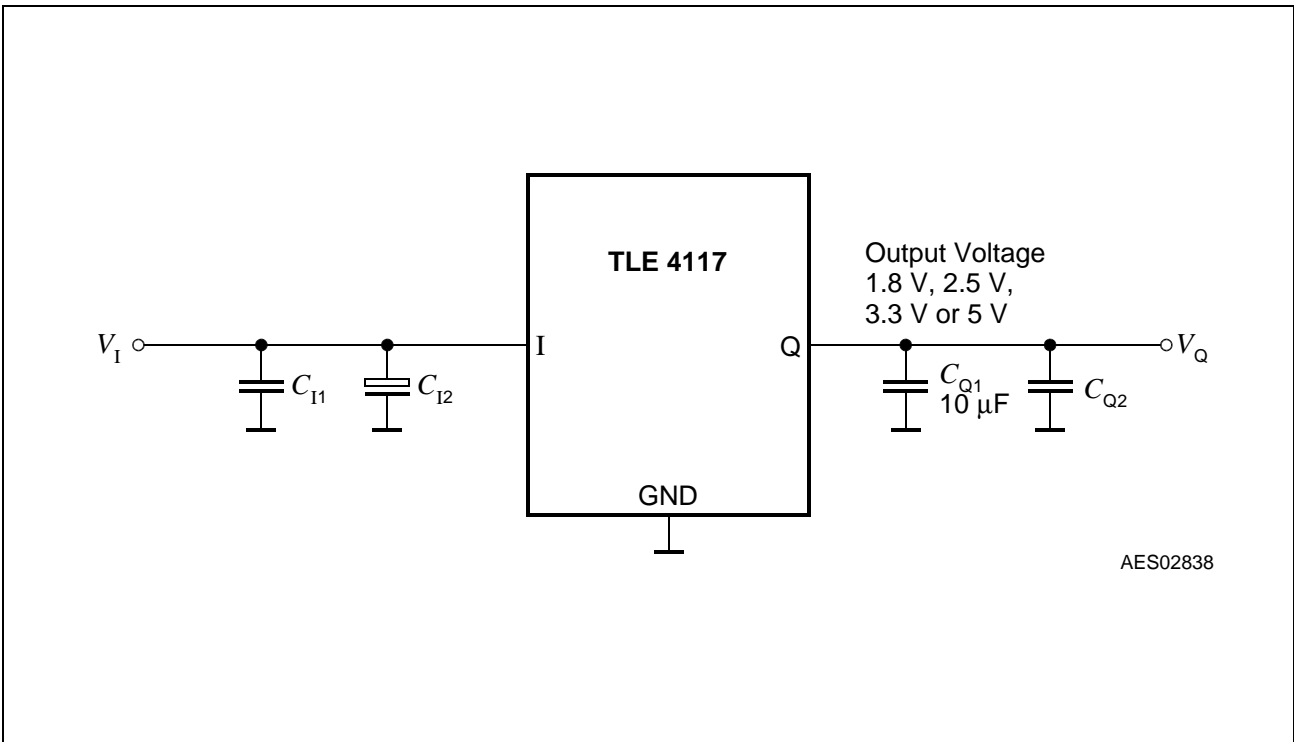 TLE 4117
Output Voltage
1.8 V, 2.5 V,
3.3 V or 5 V
V_I
I
Q
V_Q
C_I1
C_I2
C_Q1
10 μF
C_Q2
GND
AES02838